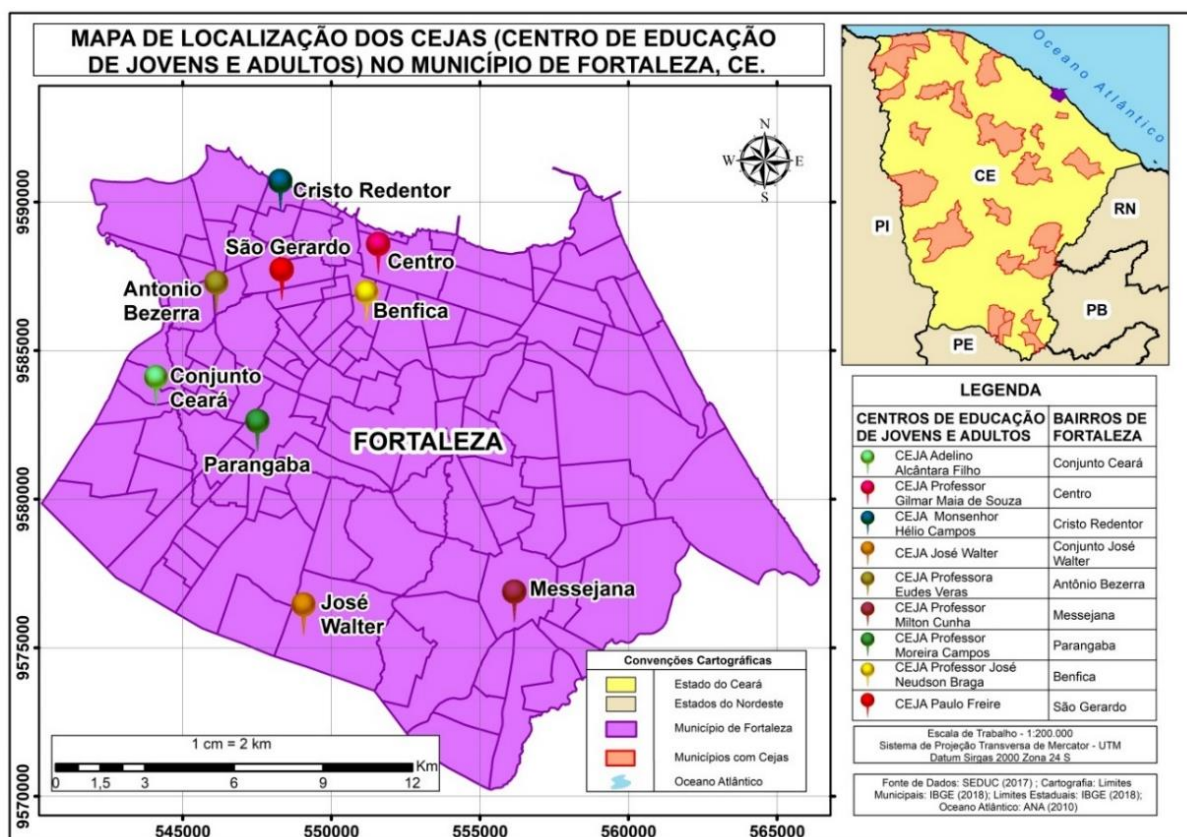 MAPA DE LOCALIZAÇÃO DOS CEJAS (CENTRO DE EDUCAÇÃO
DE JOVENS E ADULTOS) NO MUNICÍPIO DE FORTALEZA, CE.
N
W
E
S
Cristo Redentor
São Gerardo
Centro
Antonio
Bezerra
Benfica
Conjunto
Ceará
FORTALEZA
Parangaba
Messejana
José
Walter
9590000
9585000
9580000
9575000
9570000
545000
550000
555000
560000
565000
1 cm = 2 km
Km
0
1,5
3
6
9
12
Convenções Cartográficas
Estado do Ceará
Estados do Nordeste
Município de Fortaleza
Municípios com Cejas
Oceano Atlântico
Oceano Atlântico
CE
PI
RN
PB
PE
LEGENDA
CENTROS DE EDUCAÇÃO
DE JOVENS E ADULTOS
BAIRROS DE
FORTALEZA
CEJA Adelino
Alcântara Filho
Conjunto Ceará
CEJA Professor
Gilmar Maia de Souza
Centro
CEJA Monsenhor
Hélio Campos
Cristo Redentor
CEJA José Walter
Conjunto José
Walter
CEJA Professora
Eudes Veras
Antônio Bezerra
CEJA Professor
Milton Cunha
Messejana
CEJA Professor
Moreira Campos
Parangaba
CEJA Professor José
Neudson Braga
Benfica
CEJA Paulo Freire
São Gerardo
Escala de Trabalho - 1:200.000
Sistema de Projeção Transversa de Mercator - UTM
Datum Sirgas 2000 Zona 24 S
Fonte de Dados: SEDUC (2017) ; Cartografia: Limites
Municipais: IBGE (2018); Limites Estaduais: IBGE (2018);
Oceano Atlântico: ANA (2010)